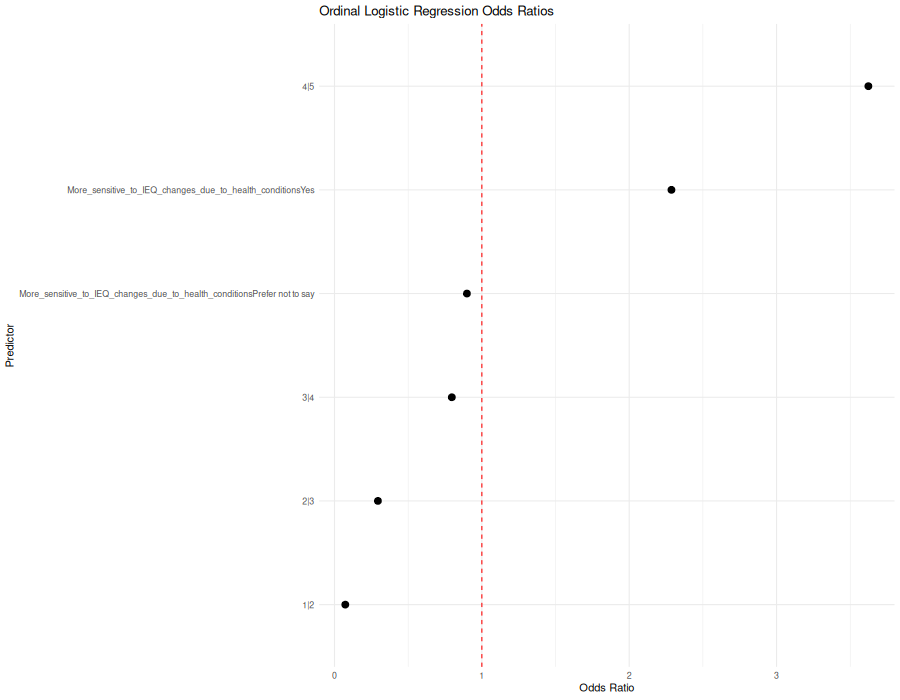 Ordinal Logistic Regression Odds Ratios
4|5
More_sensitive_to_IEQ_changes_due_to_health_conditionsYes
More_sensitive_to_IEQ_changes_due_to_health_conditionsPrefer not to say
Predictor
3|4
2|3
1|2
0 1 2 3
Odds Ratio